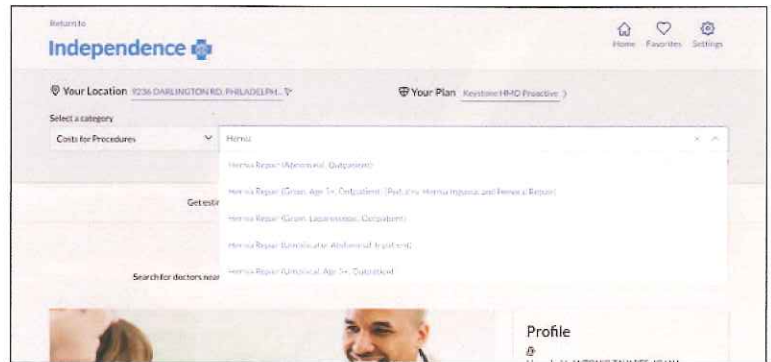 Return to
Independence
Home Favorites Settings
Your Location 9236 DARLINGTON RD, PHILADELPH...
Your Plan Keystone HMO Proactive
Select a category
Costs for Procedures
Hernia
Hernia Repair (Abdominal, Outpatient)
Hernia Repair (Groin, Age 5+, Outpatient) (Pediatric Hernia Inguinal and Femoral Repair)
Hernia Repair (Groin, Laparoscopic, Outpatient)
Hernia Repair Abdominal, Inpatient)
Hernia Repair (Umbilical, Age 5+, Outpatient)
Get estim
Search for doctors near
Profile